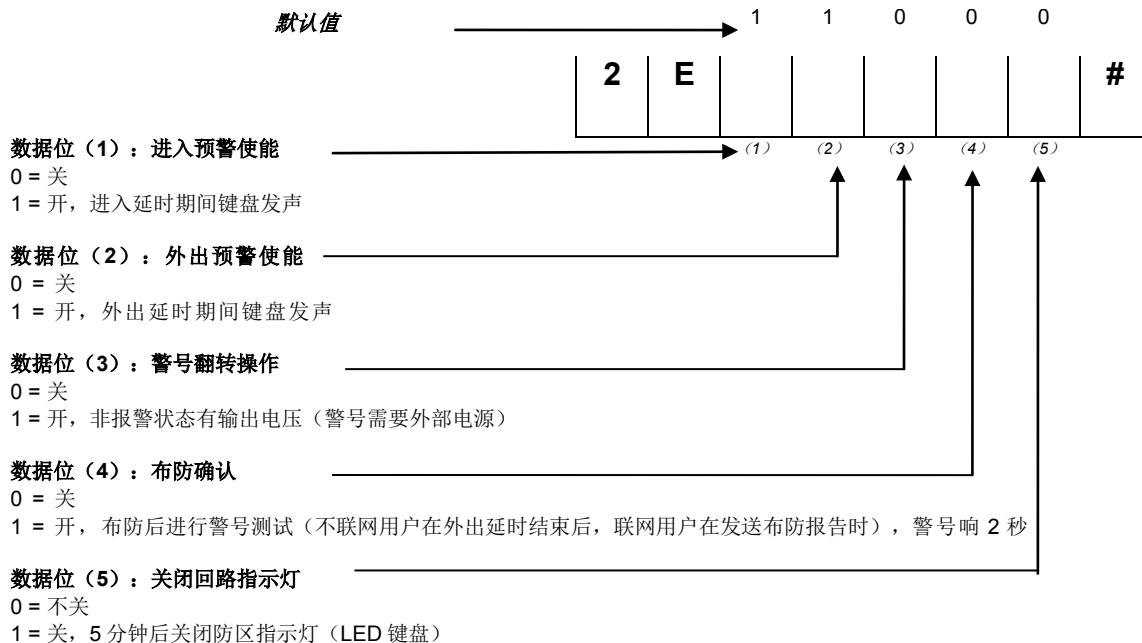 默认值 1 1 0 0 0
2 E #
数据位（1）：进入预警使能 （1） （2） （3） （4） （5）
0 = 关
1 = 开，进入延时期间键盘发声
数据位（2）：外出预警使能
0 = 关
1 = 开，外出延时期间键盘发声
数据位（3）：警号翻转操作
0 = 关
1 = 开，非报警状态有输出电压（警号需要外部电源）
数据位（4）：布防确认
0 = 关
1 = 开，布防后进行警号测试（不联网用户在外出延时结束后，联网用户在发送布防报告时），警号响 2 秒
数据位（5）：关闭回路指示灯
0 = 不关
1 = 关，5 分钟后关闭防区指示灯（LED 键盘）